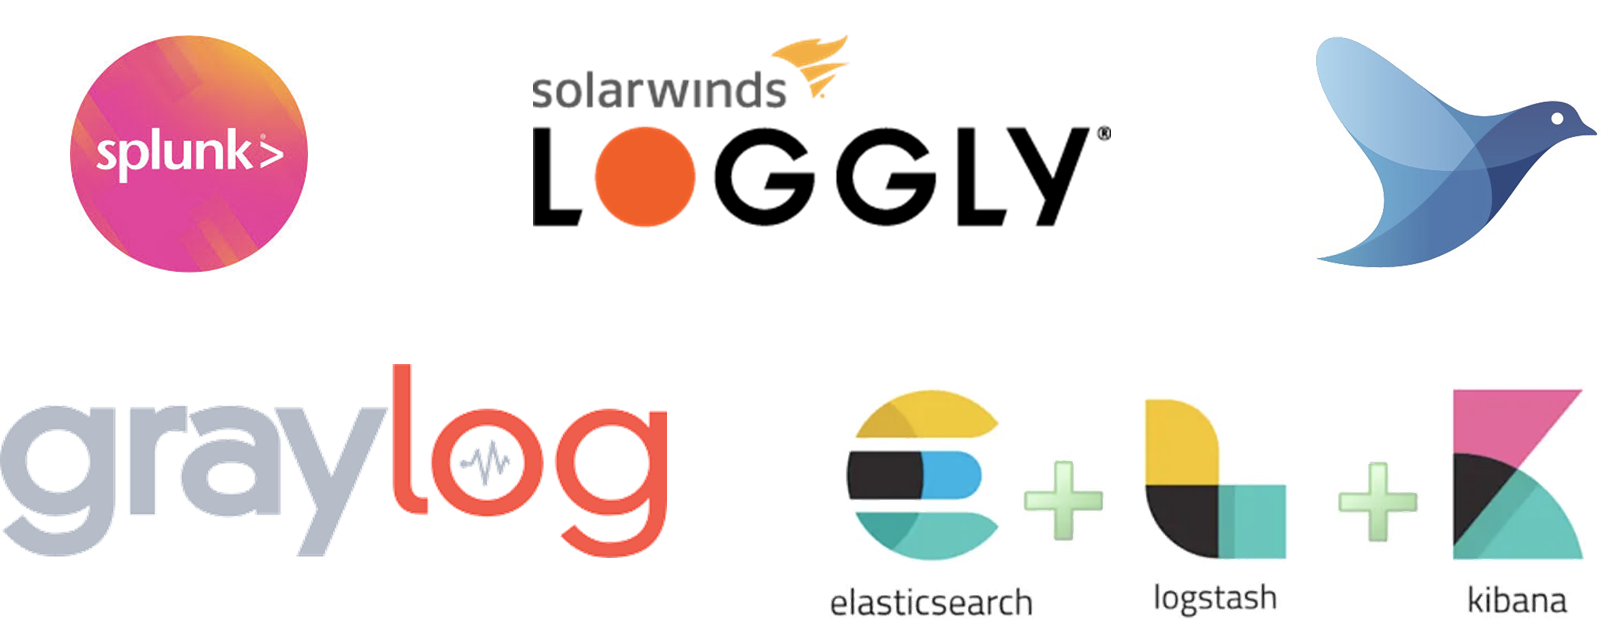 splunk>
solarwinds
LOGGLY®
graylog
elasticsearch
logstash
kibana